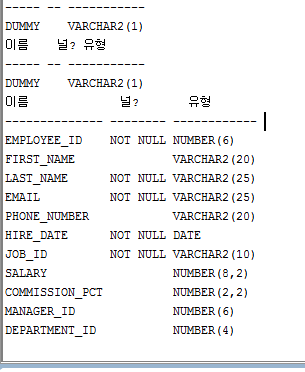 ----- -- ------------
DUMMY    VARCHAR2(1)
이름    널? 유형
----- -- ------------
DUMMY    VARCHAR2(1)
이름             널?       유형
-------------- -------- ------------
EMPLOYEE_ID    NOT NULL NUMBER(6)
FIRST_NAME              VARCHAR2(20)
LAST_NAME      NOT NULL VARCHAR2(25)
EMAIL          NOT NULL VARCHAR2(25)
PHONE_NUMBER            VARCHAR2(20)
HIRE_DATE      NOT NULL DATE
JOB_ID         NOT NULL VARCHAR2(10)
SALARY                  NUMBER(8,2)
COMMISSION_PCT          NUMBER(2,2)
MANAGER_ID              NUMBER(6)
DEPARTMENT_ID           NUMBER(4)